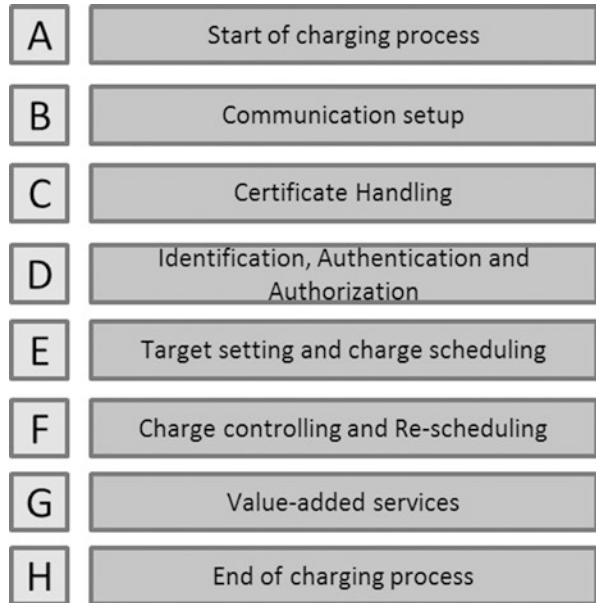 A Start of charging process
B Communication setup
C Certificate Handling
D Identification, Authentication and
Authorization
E Target setting and charge scheduling
F Charge controlling and Re-scheduling
G Value-added services
H End of charging process